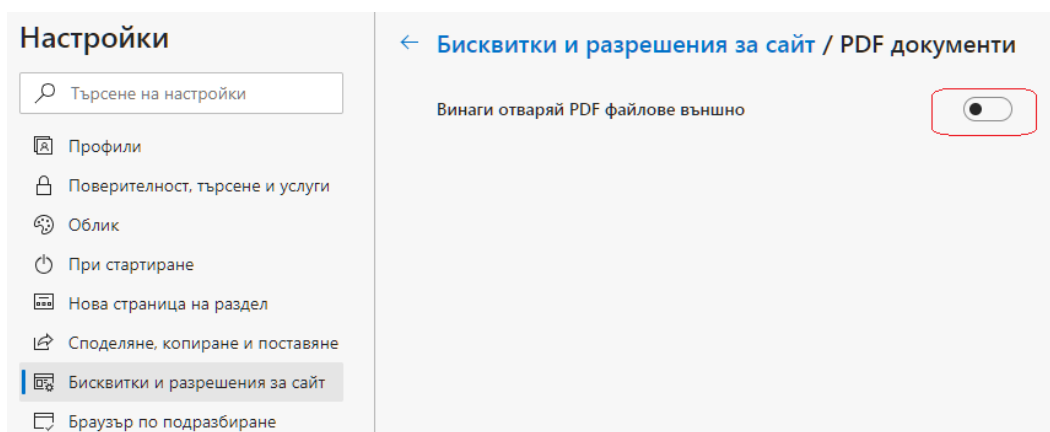 Настройки
Търсене на настройки
Профили
Поверителност, търсене и услуги
Облик
При стартиране
Нова страница на раздел
Споделяне, копиране и поставяне
Бисквитки и разрешения за сайт
Браузър по подразбиране
Бисквитки и разрешения за сайт / PDF документи
Винаги отваряй PDF файлове външно